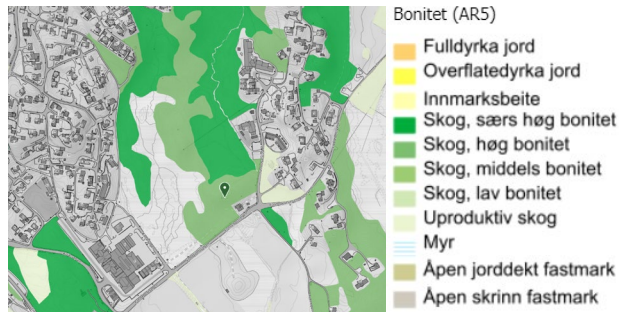 Bonitet (AR5)
Fulldyrka jord
Overflatedyrka jord
Innmarksbeite
Skog, særs høg bonitet
Skog, høg bonitet
Skog, middels bonitet
Skog, lav bonitet
Uproduktiv skog
Myr
Åpen jorddekt fastmark
Åpen skrinn fastmark